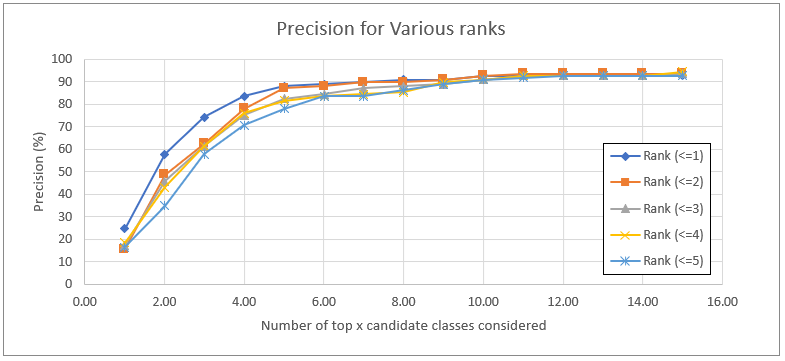 Precision for Various ranks
100
90
80
70
60
50
40
30
20
10
0
Precision (%)
0.00 2.00 4.00 6.00 8.00 10.00 12.00 14.00 16.00
Number of top x candidate classes considered
Rank (<=1)
Rank (<=2)
Rank (<=3)
Rank (<=4)
Rank (<=5)